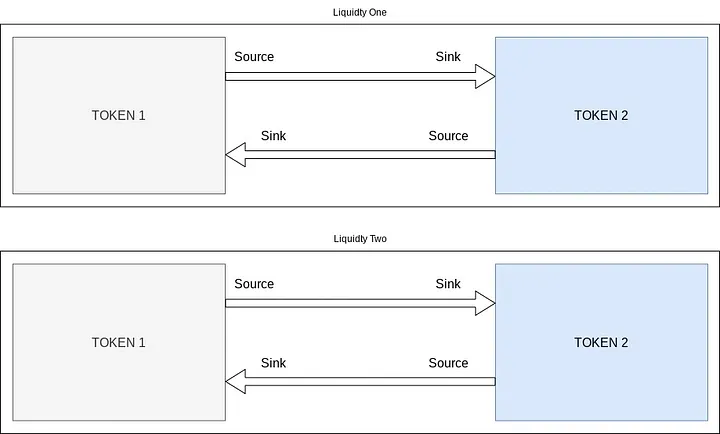 Liquidty One
Source Sink
TOKEN 1 TOKEN 2
Sink Source
Liquidty Two
Source Sink
TOKEN 1 TOKEN 2
Sink Source